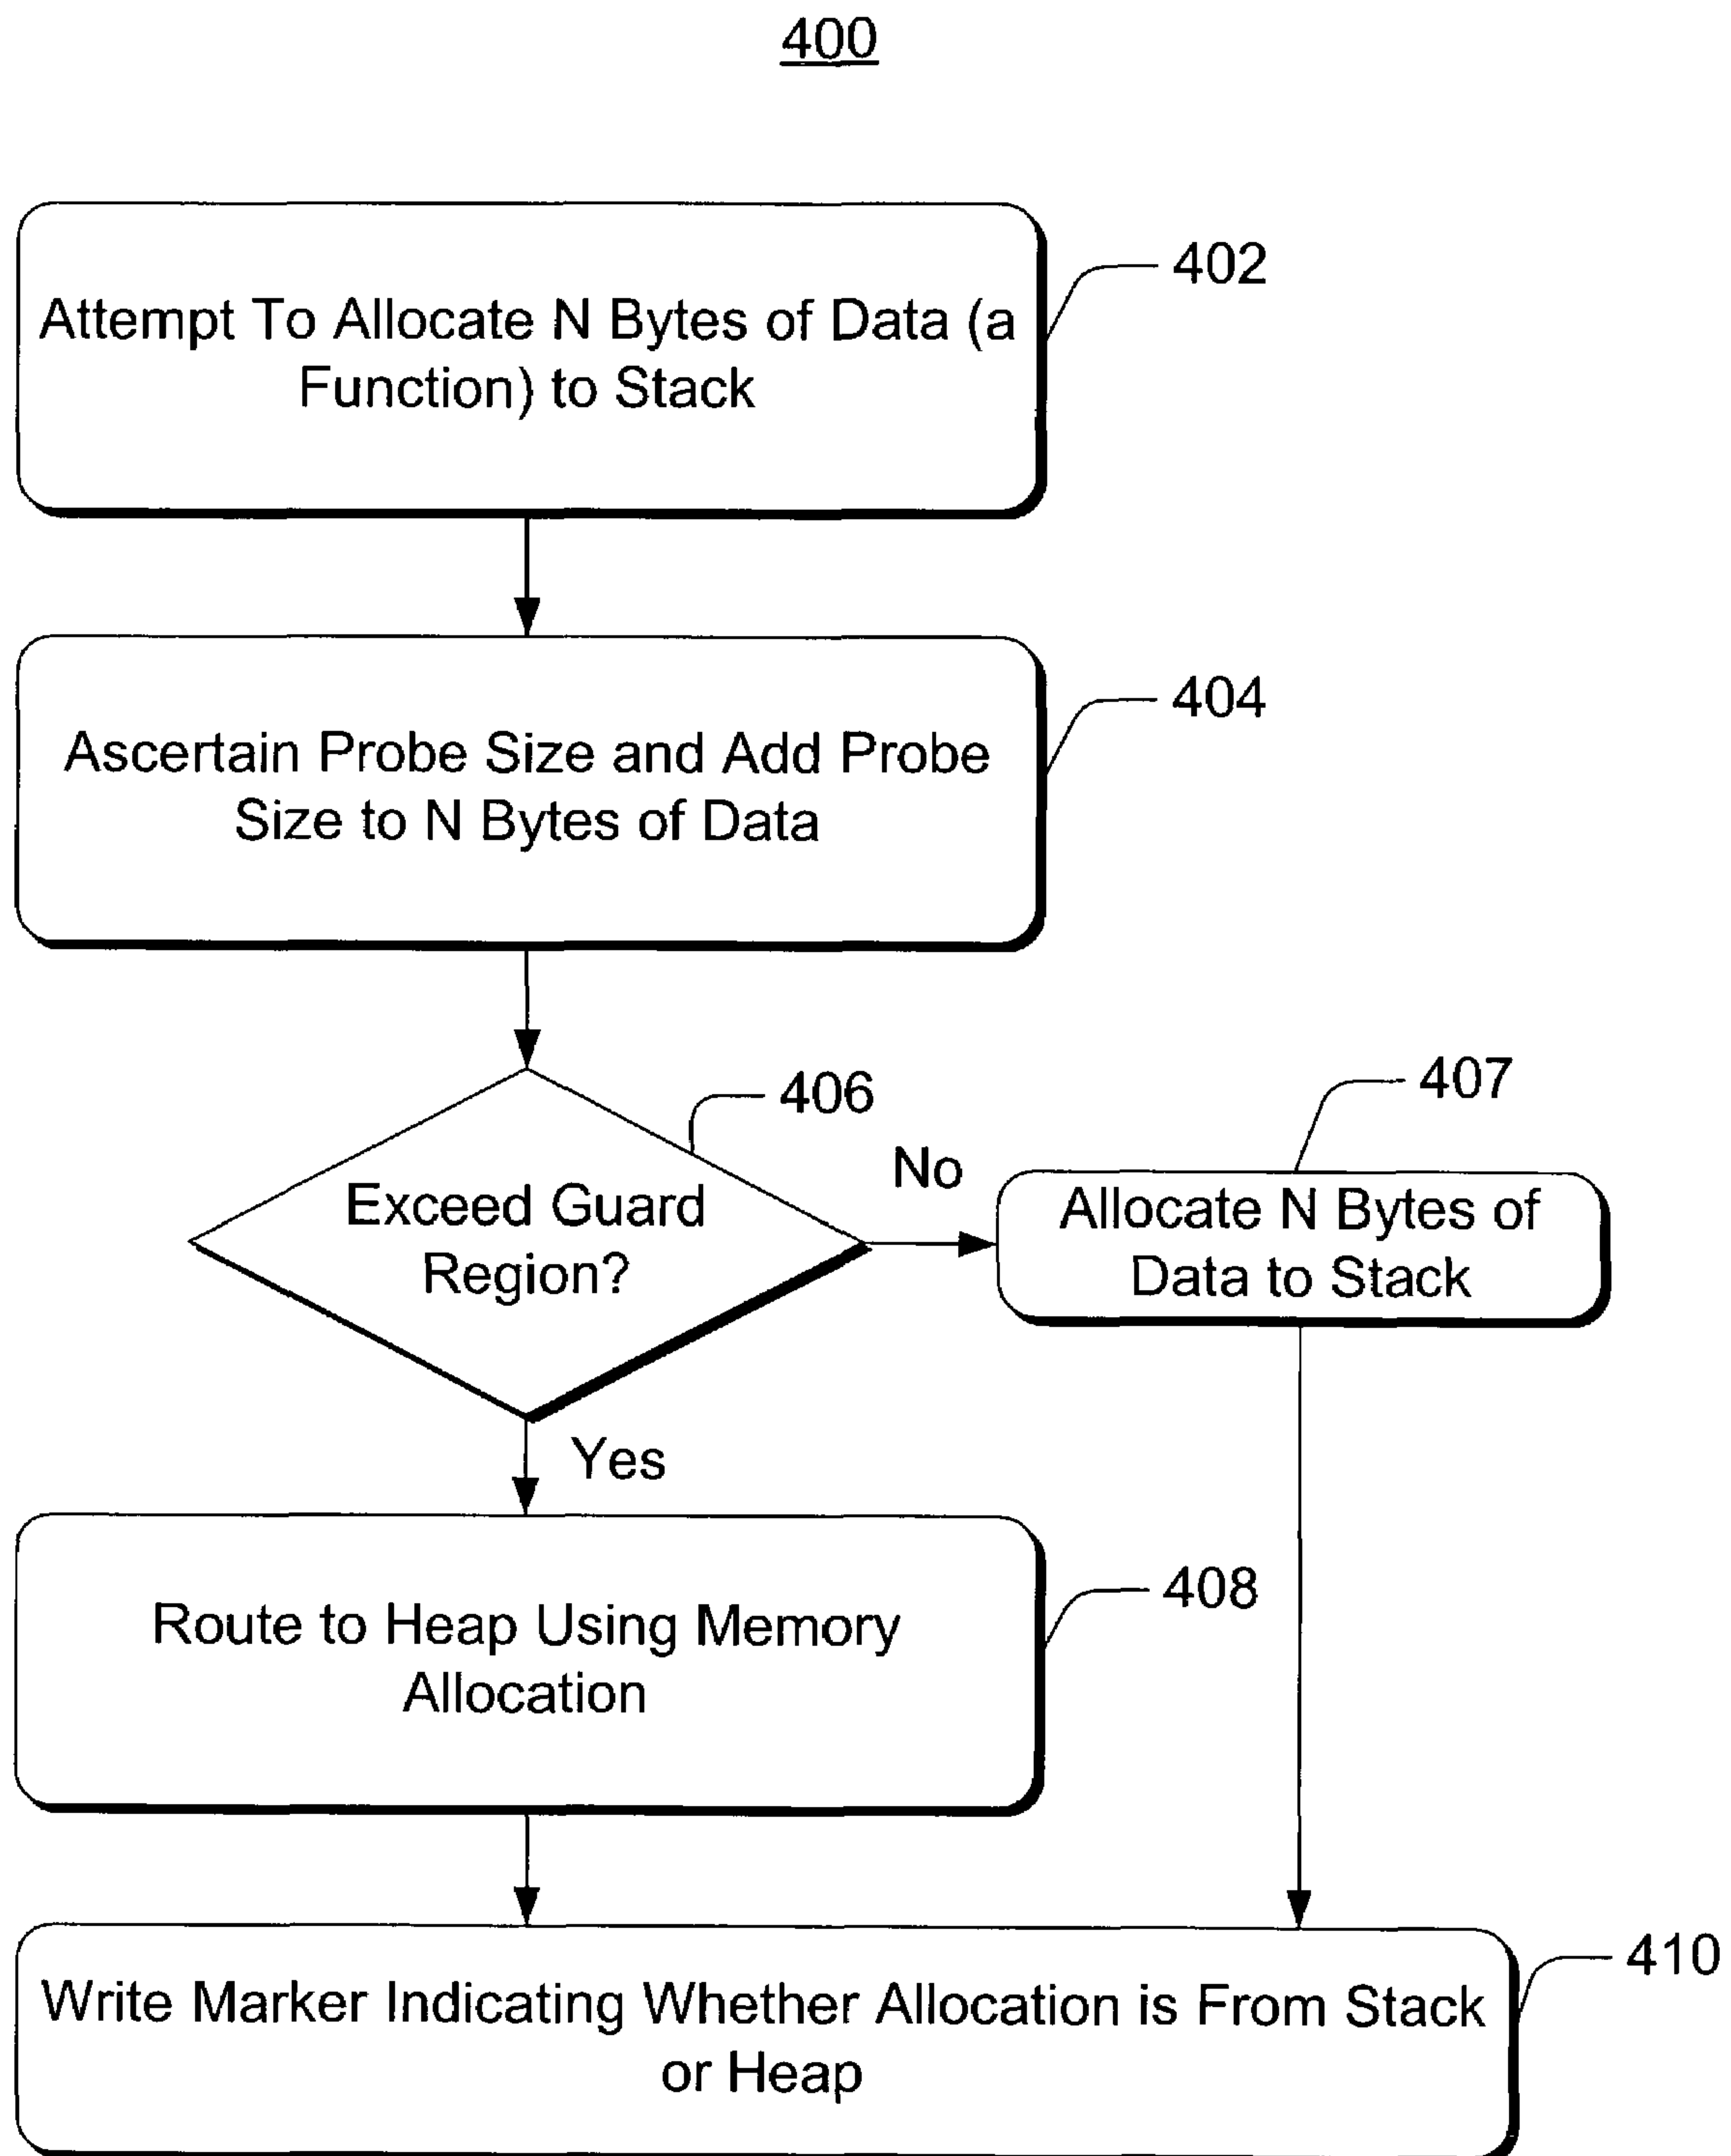 400
Attempt To Allocate N Bytes of Data (a
Function) to Stack
402
Ascertain Probe Size and Add Probe
Size to N Bytes of Data
404
Exceed Guard
Region?
406
No
Allocate N Bytes of
Data to Stack
407
Yes
Route to Heap Using Memory
Allocation
408
Write Marker Indicating Whether Allocation is From Stack
or Heap
410